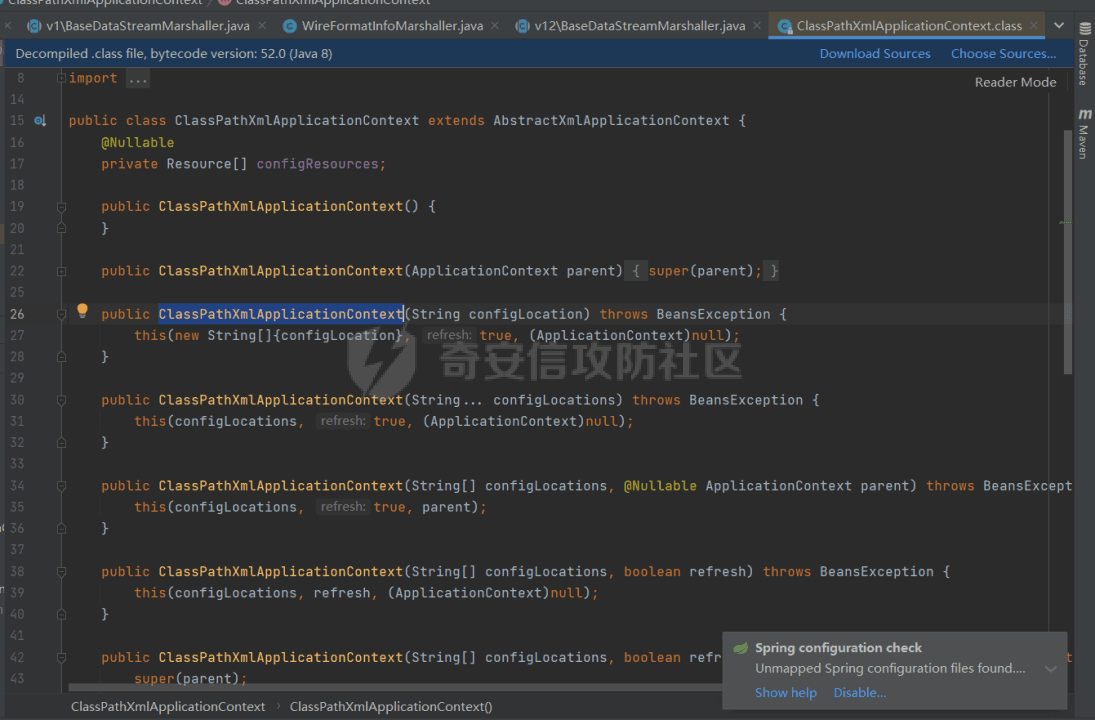 ClassPathXmlApplicationContext ClassPathXmlApplicationContext
v1\BaseDataStreamMarshaller.java WireFormatInfoMarshaller.java v12\BaseDataStreamMarshaller.java ClassPathXmlApplicationContext.class
Decompiled .class file, bytecode version: 52.0 (Java 8) Download Sources Choose Sources...
Reader Mode
Database
Maven
8 import ...
14
15 public class ClassPathXmlApplicationContext extends AbstractXmlApplicationContext {
16 @Nullable
17 private Resource[] configResources;
18
19 public ClassPathXmlApplicationContext() {
20 }
21
22 public ClassPathXmlApplicationContext(ApplicationContext parent) { super(parent); }
25
26 public ClassPathXmlApplicationContext(String configLocation) throws BeansException {
27 this(new String[]{configLocation}, refresh: true, (ApplicationContext)null);
28 }
奇安信攻防社区
29
30 public ClassPathXmlApplicationContext(String... configLocations) throws BeansException {
31 this(configLocations, refresh: true, (ApplicationContext)null);
32 }
33
34 public ClassPathXmlApplicationContext(String[] configLocations, @Nullable ApplicationContext parent) throws BeansExcept
35 this(configLocations, refresh: true, parent);
36 }
37
38 public ClassPathXmlApplicationContext(String[] configLocations, boolean refresh) throws BeansException {
39 this(configLocations, refresh, (ApplicationContext)null);
40 }
41
42 public ClassPathXmlApplicationContext(String[] configLocations, boolean refr
43 super(parent);
Spring configuration check
Unmapped Spring configuration files found....
Show help Disable...
ClassPathXmlApplicationContext ClassPathXmlApplicationContext()